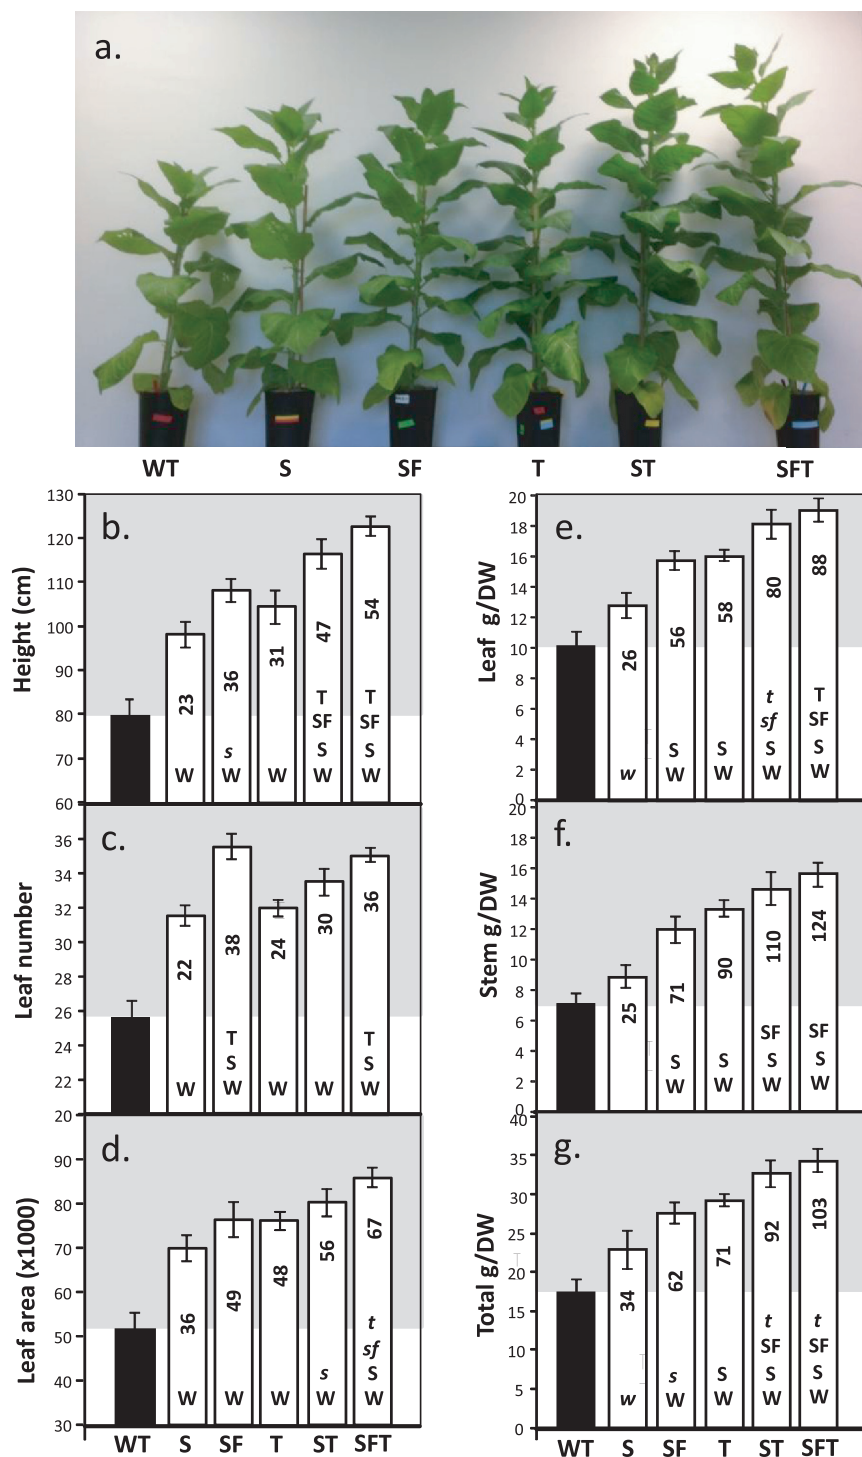 a.
WT S SF T ST SFT
b.
Height (cm)
130
120
110
100
90
80
70
60
23
36
31
47
54
W
s
W
W
T
SF
S
W
T
SF
S
W
c.
Leaf number
36
34
32
30
26
24
22
20
22
38
24
30
36
W
T
S
W
W
W
T
S
W
d.
Leaf area (x1000)
90
80
70
60
50
40
30
36
49
48
56
67
W
W
W
s
W
t
sf
S
W
WT S SF T ST SFT
e.
Leaf g/DW
20
18
16
14
12
10
8
6
4
2
0
26
56
58
80
88
w
S
W
S
W
t
sf
S
W
T
SF
S
W
f.
Stem g/DW
20
18
16
14
12
10
8
6
4
2
0
25
71
90
110
124
S
W
S
W
SF
S
W
SF
S
W
g.
Total g/DW
40
35
30
25
20
15
10
5
0
34
62
71
92
103
w
s
W
S
W
t
SF
S
W
t
SF
S
W
WT S SF T ST SFT